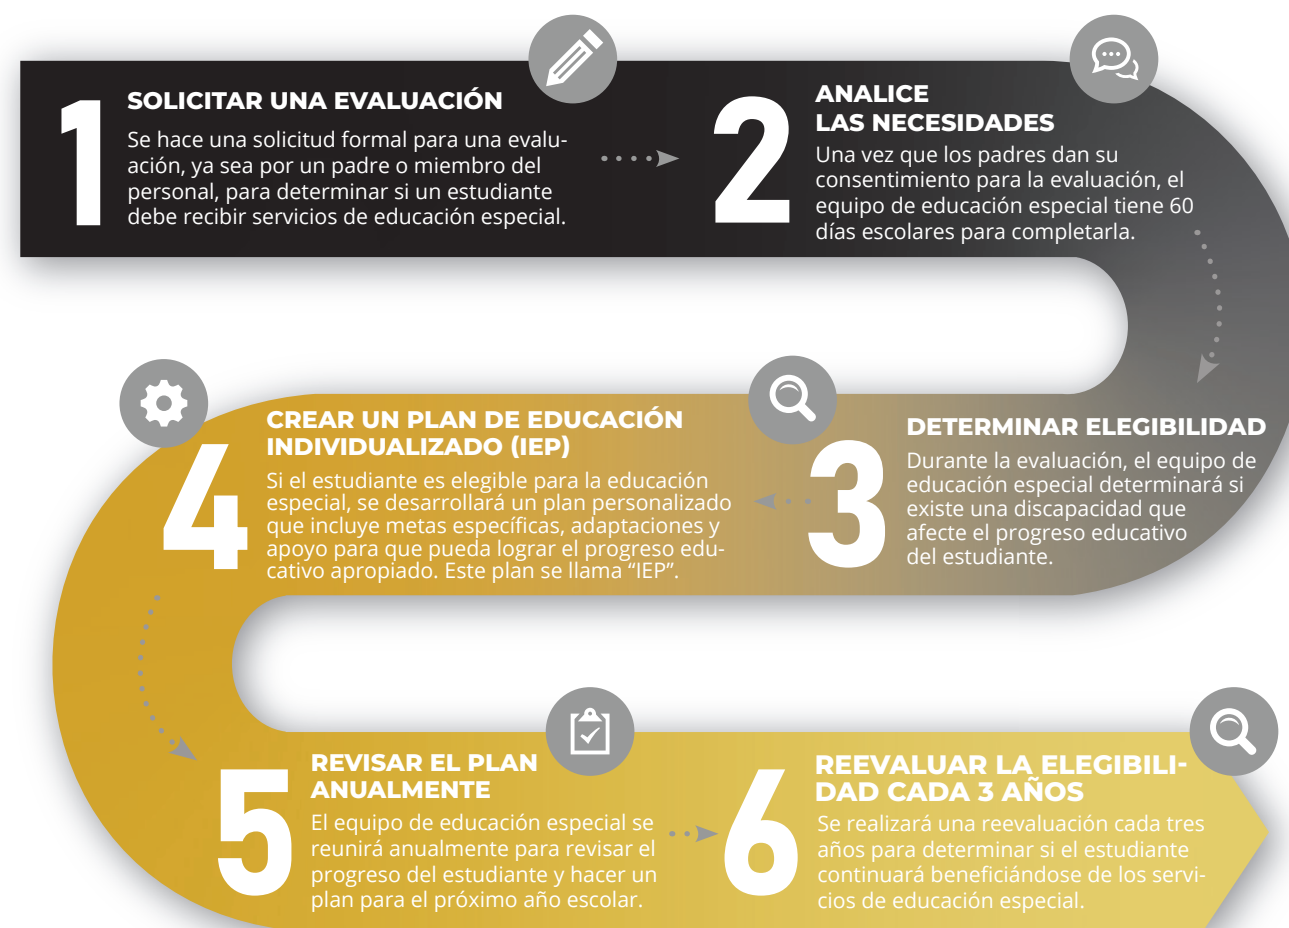 1
SOLICITAR UNA EVALUACIÓN
Se hace una solicitud formal para una evalu-
ación, ya sea por un padre o miembro del
personal, para determinar si un estudiante
debe recibir servicios de educación especial.
2
ANALICE
LAS NECESIDADES
Una vez que los padres dan su
consentimiento para la evaluación, el
equipo de educación especial tiene 60
días escolares para completarla.
3
DETERMINAR ELEGIBILIDAD
Durante la evaluación, el equipo de
educación especial determinará si
existe una discapacidad que
afecte el progreso educativo
del estudiante.
4
CREAR UN PLAN DE EDUCACIÓN
INDIVIDUALIZADO (IEP)
Si el estudiante es elegible para la educación
especial, se desarrollará un plan personalizado
que incluye metas específicas, adaptaciones y
apoyo para que pueda lograr el progreso edu-
cativo apropiado. Este plan se llama “IEP”.
5
REVISAR EL PLAN
ANUALMENTE
El equipo de educación especial se
reunirá anualmente para revisar el
progreso del estudiante y hacer un
plan para el próximo año escolar.
6
REEVALUAR LA ELEGIBILI-
DAD CADA 3 AÑOS
Se realizará una reevaluación cada tres
años para determinar si el estudiante
continuará beneficiándose de los servi-
cios de educación especial.